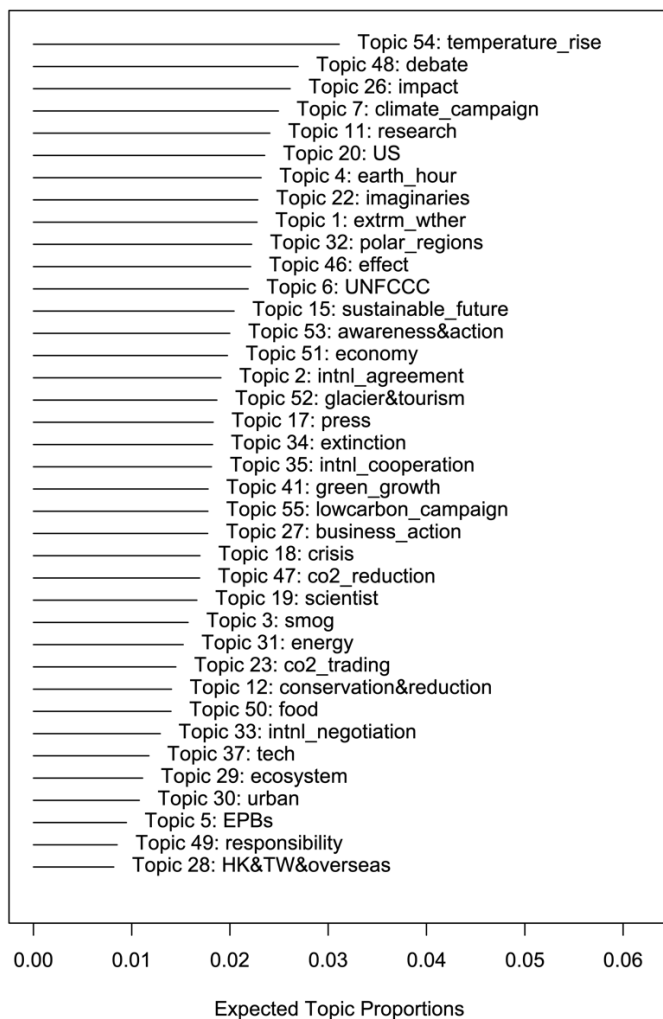 Topic 54: temperature_rise
Topic 48: debate
Topic 26: impact
Topic 7: climate_campaign
Topic 11: research
Topic 20: US
Topic 4: earth_hour
Topic 22: imaginaries
Topic 1: extrm_wther
Topic 32: polar_regions
Topic 46: effect
Topic 6: UNFCCC
Topic 15: sustainable_future
Topic 53: awareness&action
Topic 51: economy
Topic 2: intnl_agreement
Topic 52: glacier&tourism
Topic 17: press
Topic 34: extinction
Topic 35: intnl_cooperation
Topic 41: green_growth
Topic 55: lowcarbon_campaign
Topic 27: business_action
Topic 18: crisis
Topic 47: co2_reduction
Topic 19: scientist
Topic 3: smog
Topic 31: energy
Topic 23: co2_trading
Topic 12: conservation&reduction
Topic 50: food
Topic 33: intnl_negotiation
Topic 37: tech
Topic 29: ecosystem
Topic 30: urban
Topic 5: EPBs
Topic 49: responsibility
Topic 28: HK&TW&overseas
0.00 0.01 0.02 0.03 0.04 0.05 0.06
Expected Topic Proportions